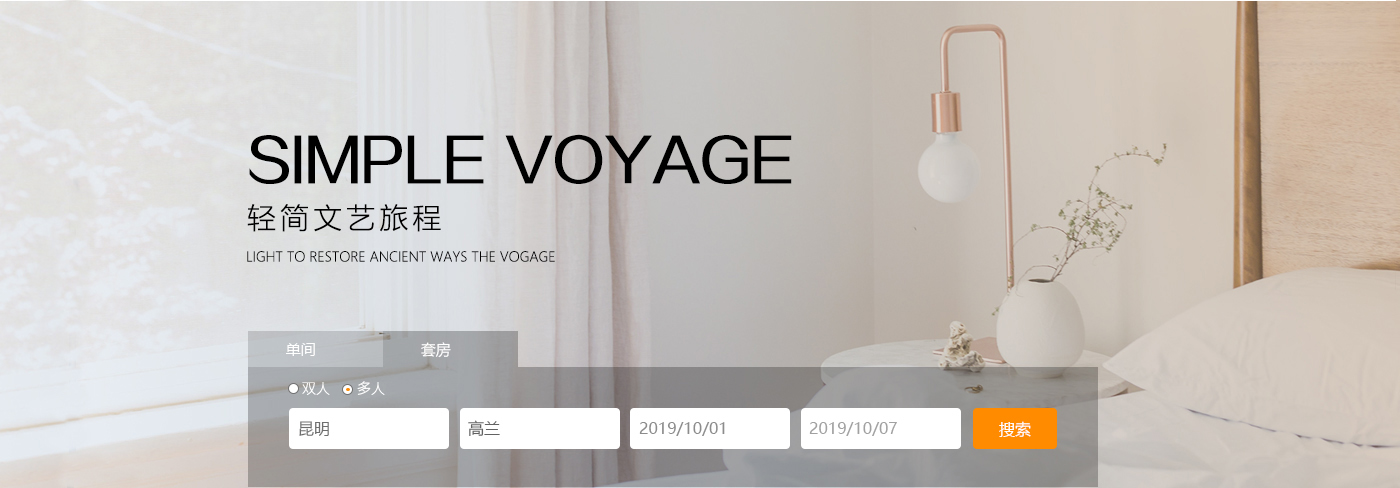 SIMPLE VOYAGE
轻简文艺旅程
LIGHT TO RESTORE ANCIENT WAYS THE VOGAGE
单间 套房
双人 多人
昆明 高兰 2019/10/01 2019/10/07 搜索